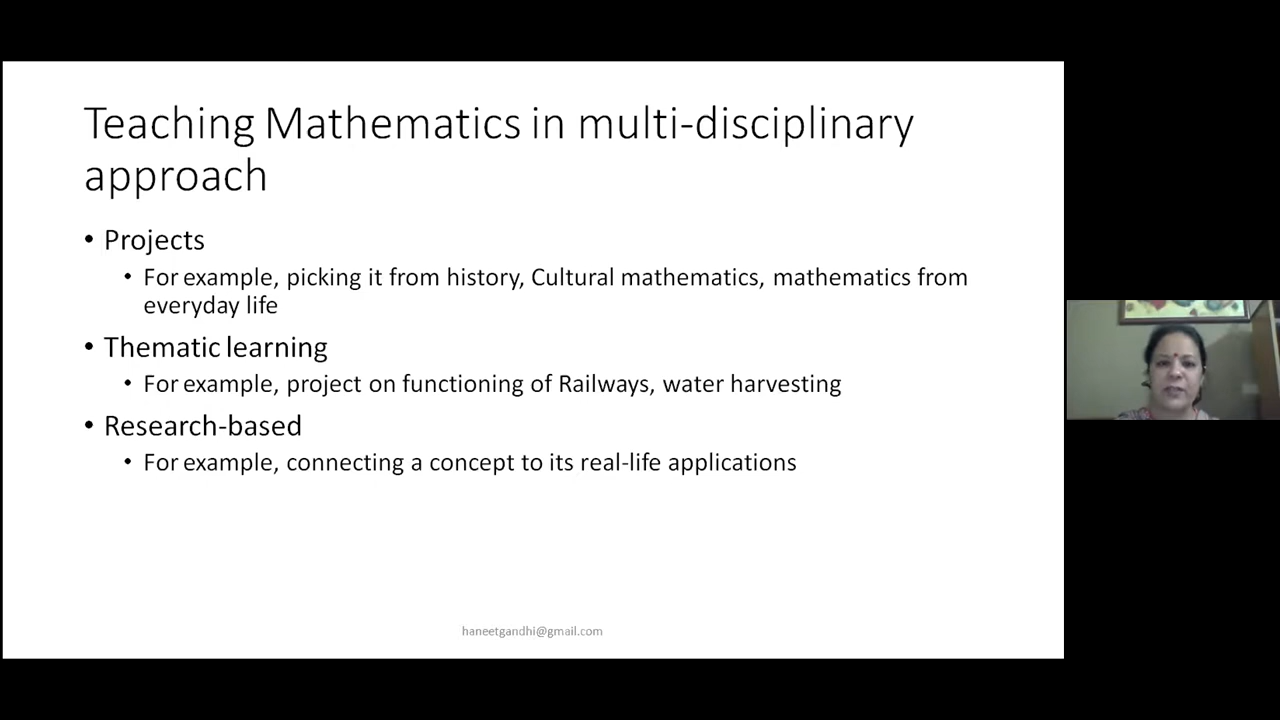 Teaching Mathematics in multi-disciplinary
approach
• Projects
• For example, picking it from history, Cultural mathematics, mathematics from
everyday life
• Thematic learning
• For example, project on functioning of Railways, water harvesting
• Research-based
• For example, connecting a concept to its real-life applications
haneetgandhi@gmail.com